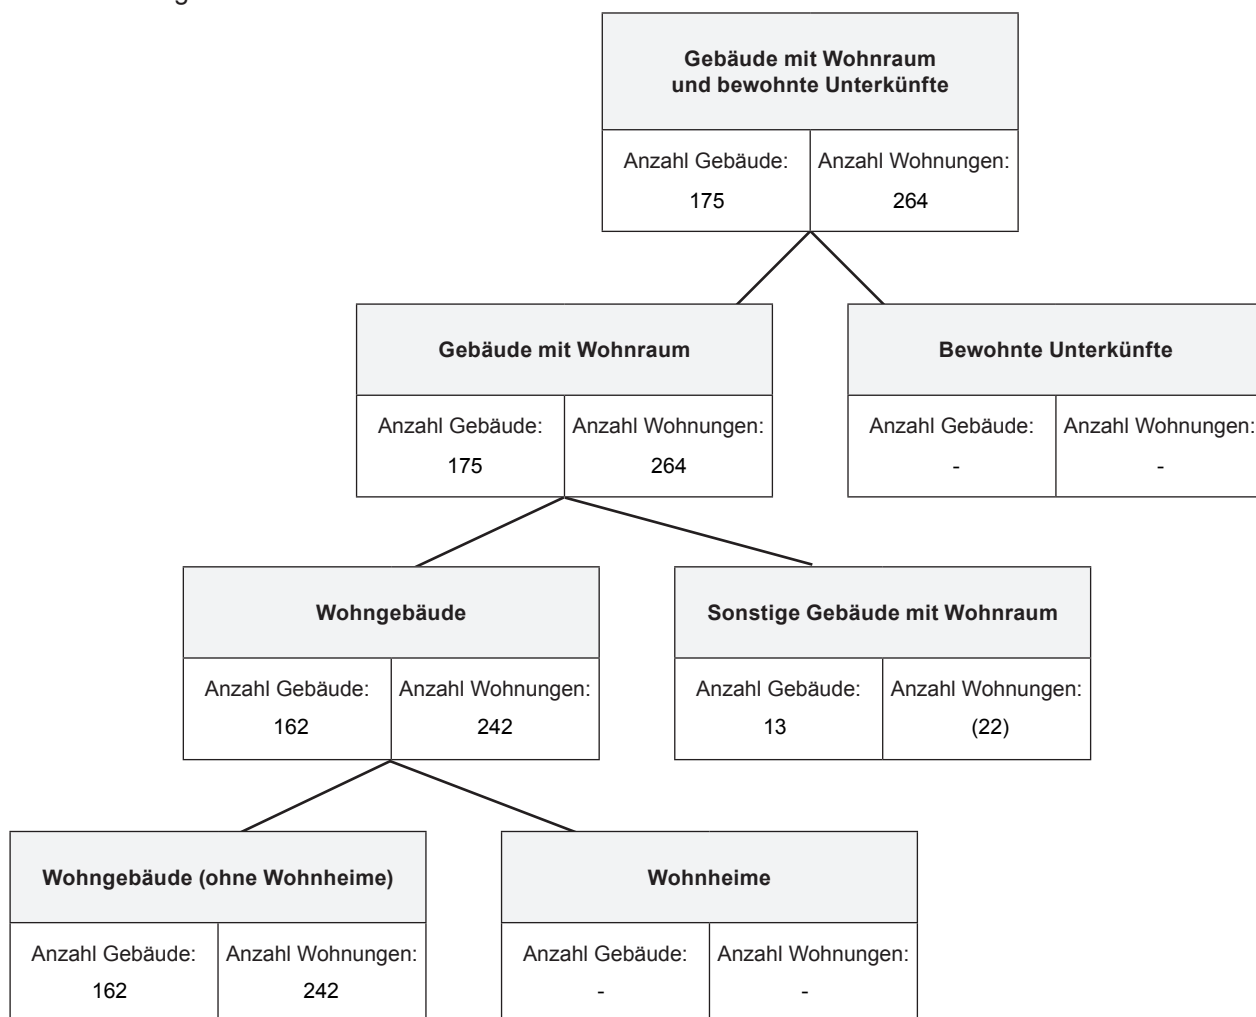 Gebäude mit Wohnraum
und bewohnte Unterkünfte
Anzahl Gebäude: Anzahl Wohnungen:
175 264
Gebäude mit Wohnraum
Bewohnte Unterkünfte
Anzahl Gebäude: Anzahl Wohnungen:
175 264
Anzahl Gebäude: Anzahl Wohnungen:
- -
Wohngebäude
Sonstige Gebäude mit Wohnraum
Anzahl Gebäude: Anzahl Wohnungen:
162 242
Anzahl Gebäude: Anzahl Wohnungen:
13 (22)
Wohngebäude (ohne Wohnheime)
Wohnheime
Anzahl Gebäude: Anzahl Wohnungen:
162 242
Anzahl Gebäude: Anzahl Wohnungen:
- -